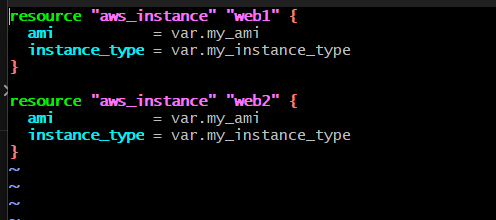 resource "aws_instance" "web1" {
  ami           = var.my_ami
  instance_type = var.my_instance_type
}

resource "aws_instance" "web2" {
  ami           = var.my_ami
  instance_type = var.my_instance_type
}
~
~
~
~